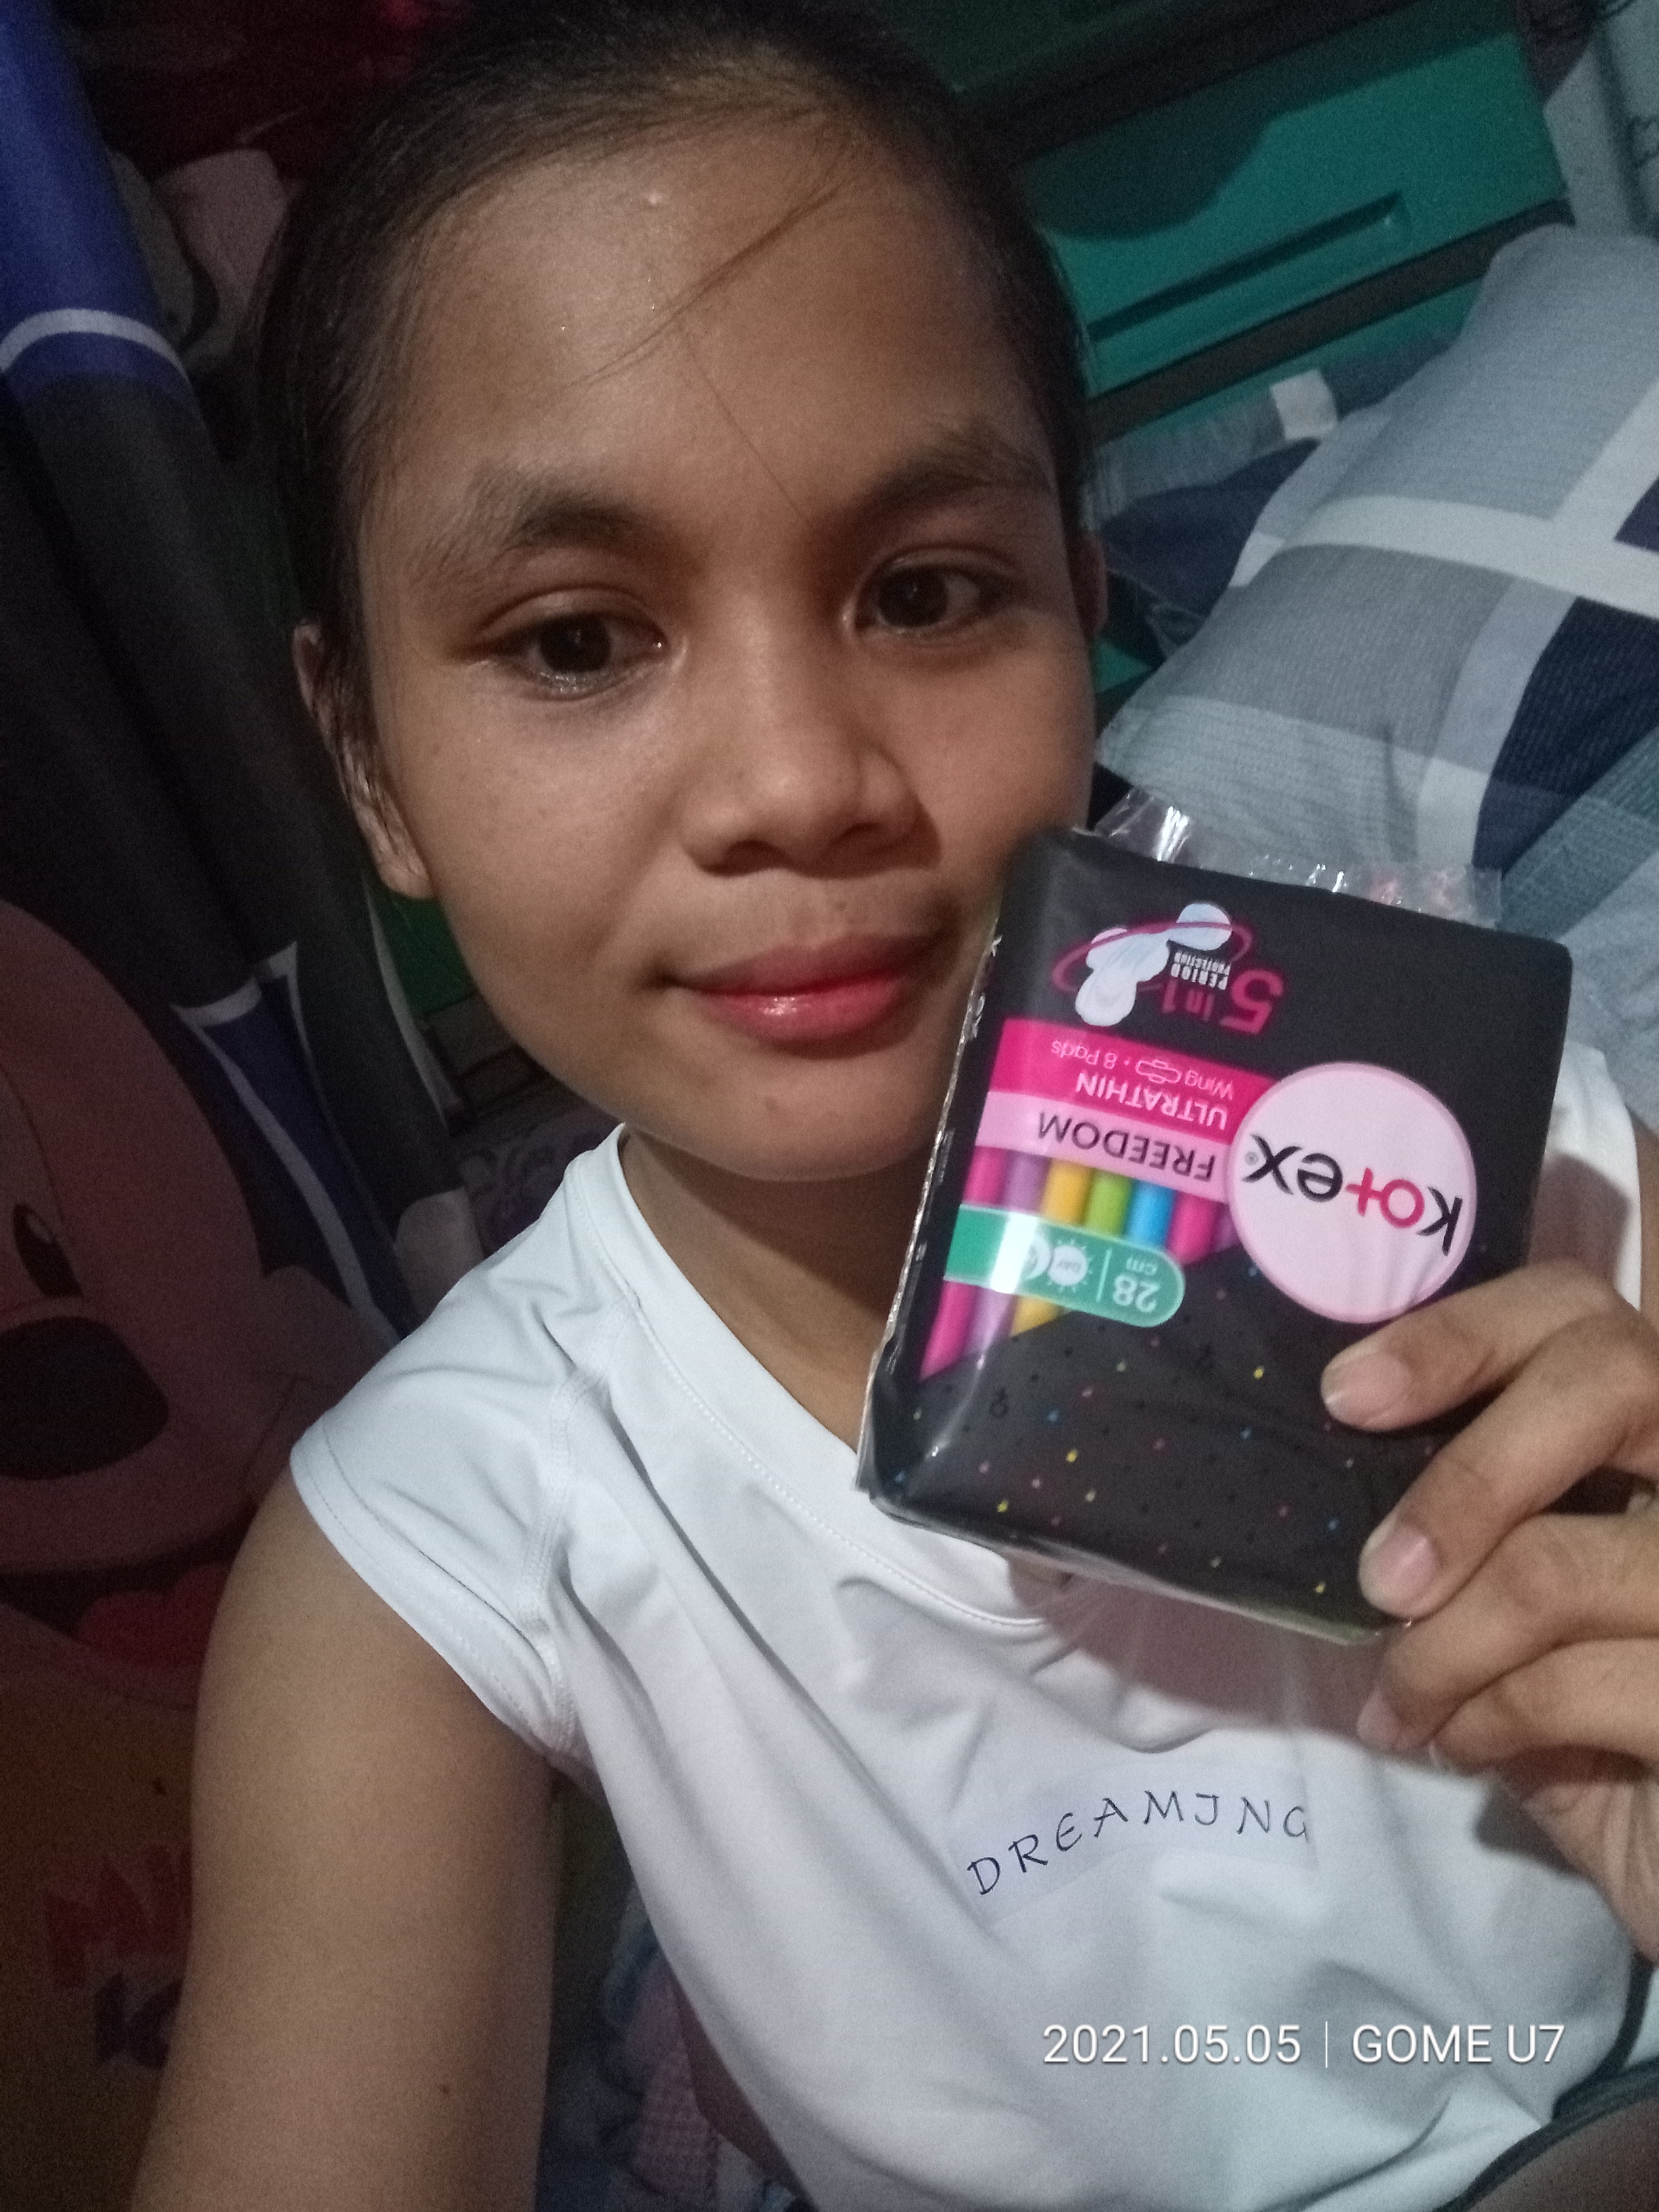 kotex®
FREEDOM
ULTRATHIN
Wing 8 Pads
5 in 1
PERIOD
PROTECTION
28
cm
DAY
DREAMING
2021.05.05 | GOME U7